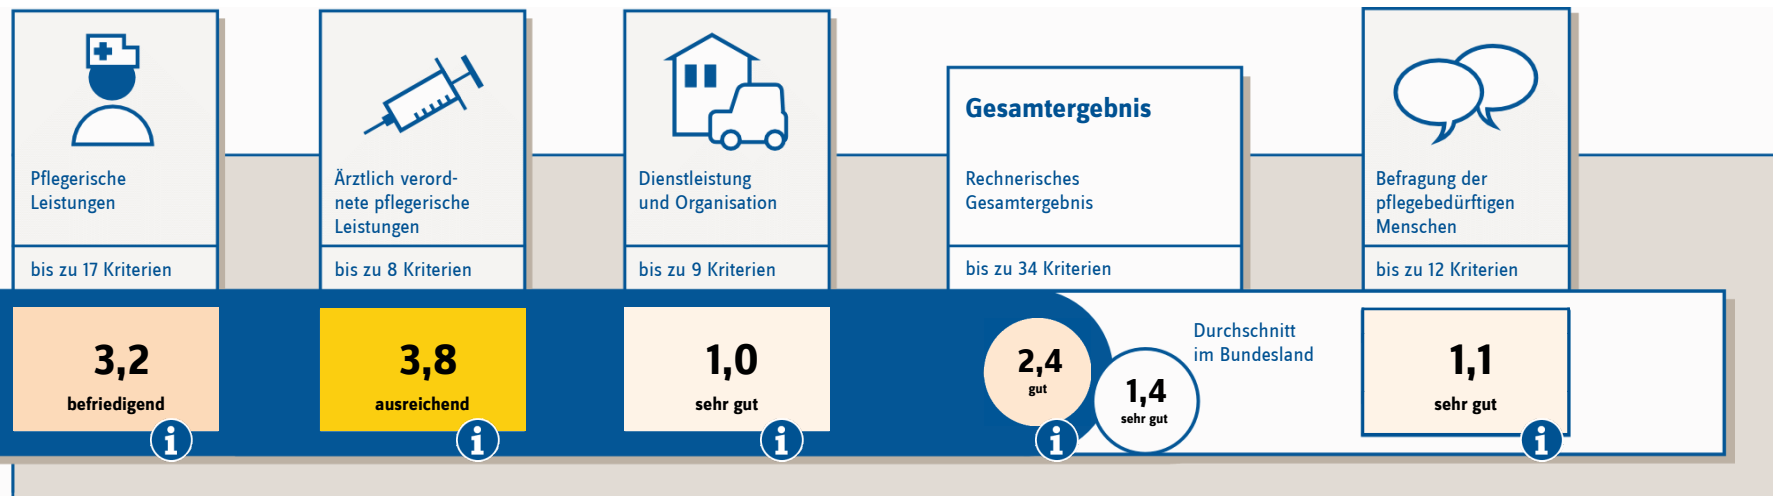 Pflegerische
Leistungen
bis zu 17 Kriterien
3,2
befriedigend
i
Ärztlich verord-
nete pflegerische
Leistungen
bis zu 8 Kriterien
3,8
ausreichend
i
Dienstleistung
und Organisation
bis zu 9 Kriterien
1,0
sehr gut
i
Gesamtergebnis
Rechnerisches
Gesamtergebnis
bis zu 34 Kriterien
2,4
gut
i
Durchschnitt
im Bundesland
1,4
sehr gut
Befragung der
pflegebedürftigen
Menschen
bis zu 12 Kriterien
1,1
sehr gut
i